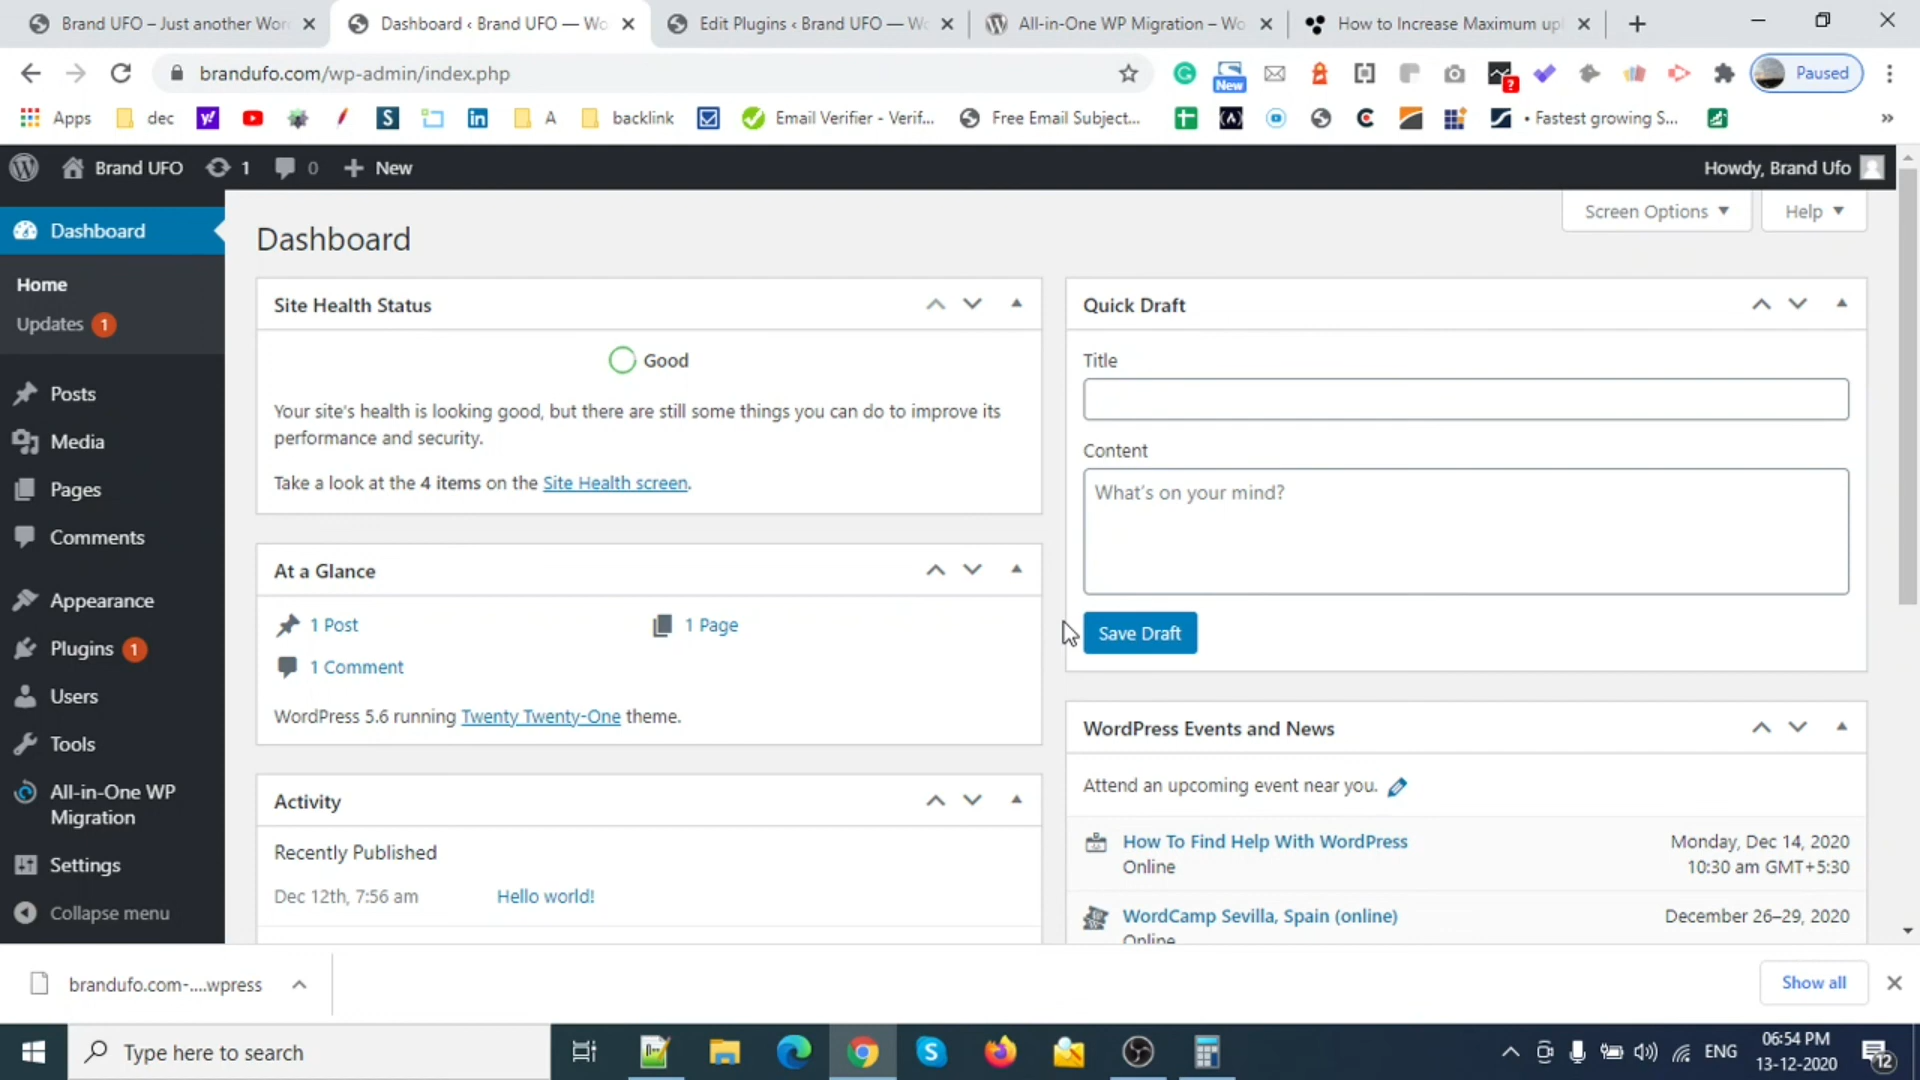 Brand UFO – Just another Wor
Dashboard ‹ Brand UFO — Wo
Edit Plugins ‹ Brand UFO — Wo
All-in-One WP Migration – Wo
How to Increase Maximum upl
brandufo.com/wp-admin/index.php
New
Paused
Apps
dec
A
backlink
Email Verifier - Verif...
Free Email Subject...
• Fastest growing S...
»
Brand UFO
1
0
New
Howdy, Brand Ufo
Dashboard
Home
Updates 1
Posts
Media
Pages
Comments
Appearance
Plugins 1
Users
Tools
All-in-One WP
Migration
Settings
Collapse menu
Screen Options
Help
Dashboard
Site Health Status
Good
Your site's health is looking good, but there are still some things you can do to improve its
performance and security.
Take a look at the 4 items on the Site Health screen.
At a Glance
1 Post
1 Page
1 Comment
WordPress 5.6 running Twenty Twenty-One theme.
Activity
Recently Published
Dec 12th, 7:56 am
Hello world!
Quick Draft
Title
Content
What's on your mind?
Save Draft
WordPress Events and News
Attend an upcoming event near you.
How To Find Help With WordPress
Online
Monday, Dec 14, 2020
10:30 am GMT+5:30
WordCamp Sevilla, Spain (online)
Online
December 26–29, 2020
brandufo.com-....wpress
Show all
Type here to search
ENG
06:54 PM
13-12-2020
12